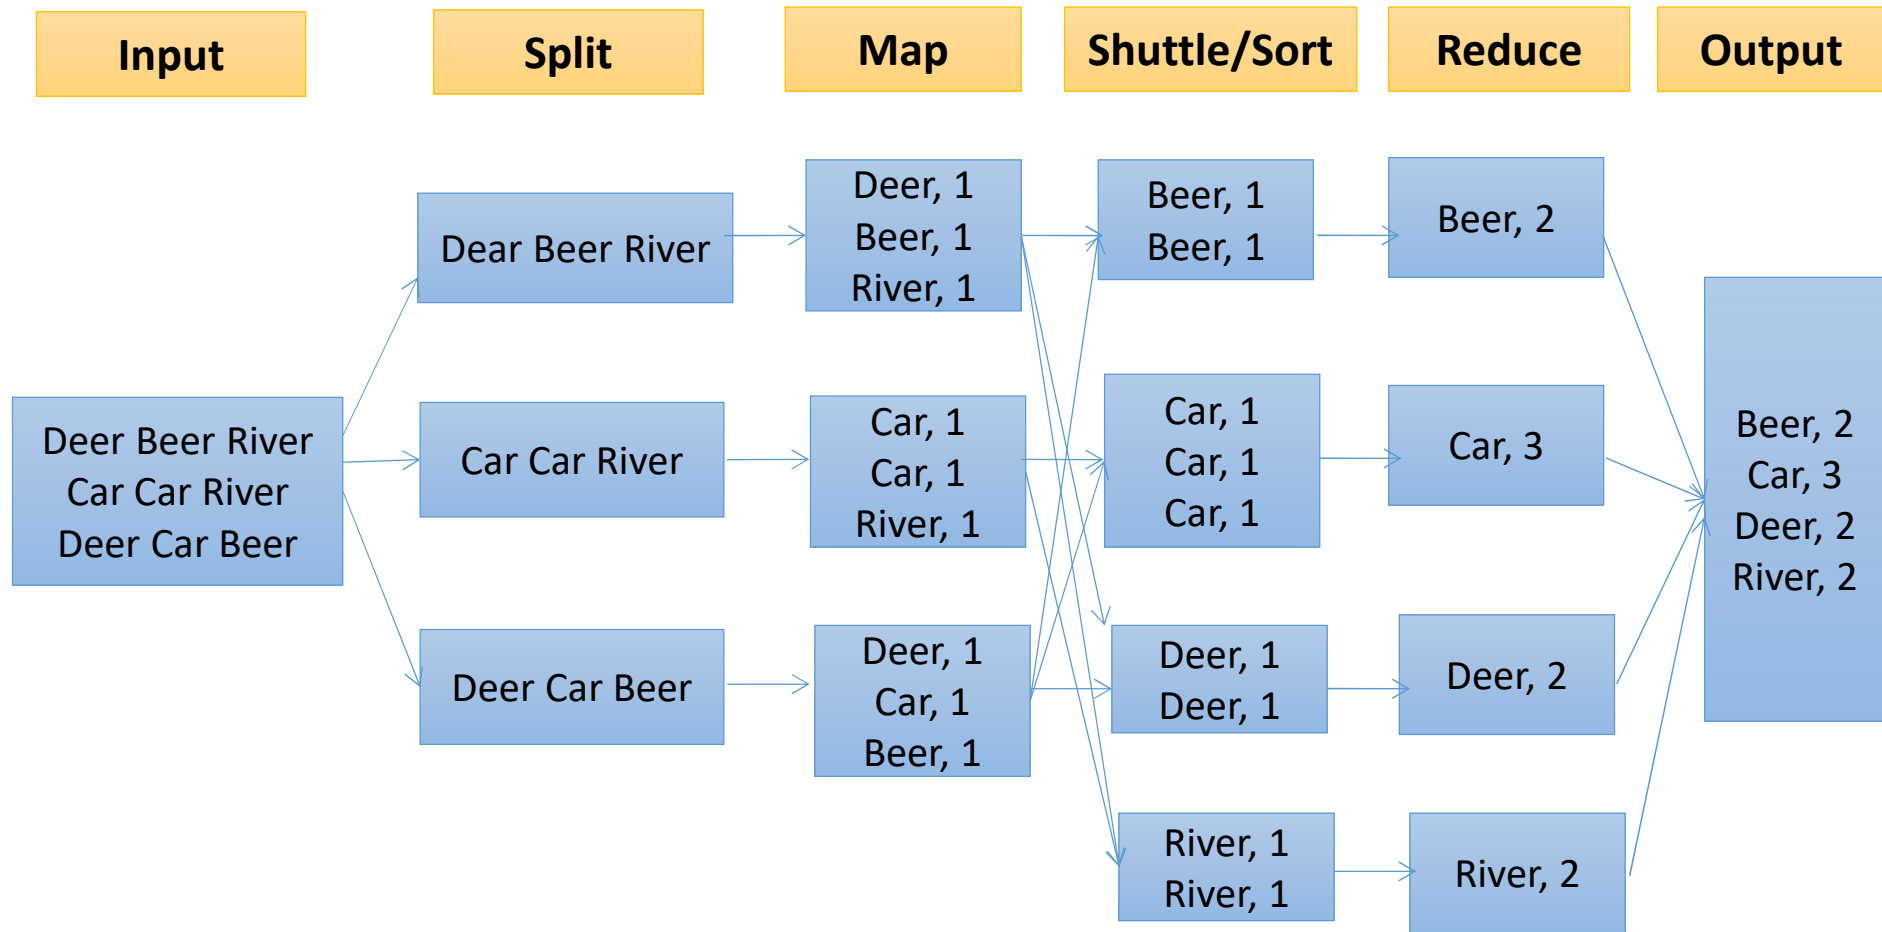 Input
Split
Map
Shuttle/Sort
Reduce
Output
Deer Beer River
Car Car River
Deer Car Beer
Dear Beer River
Car Car River
Deer Car Beer
Deer, 1
Beer, 1
River, 1
Car, 1
Car, 1
River, 1
Deer, 1
Car, 1
Beer, 1
Beer, 1
Beer, 1
Car, 1
Car, 1
Car, 1
Deer, 1
Deer, 1
River, 1
River, 1
Beer, 2
Car, 3
Deer, 2
River, 2
Beer, 2
Car, 3
Deer, 2
River, 2